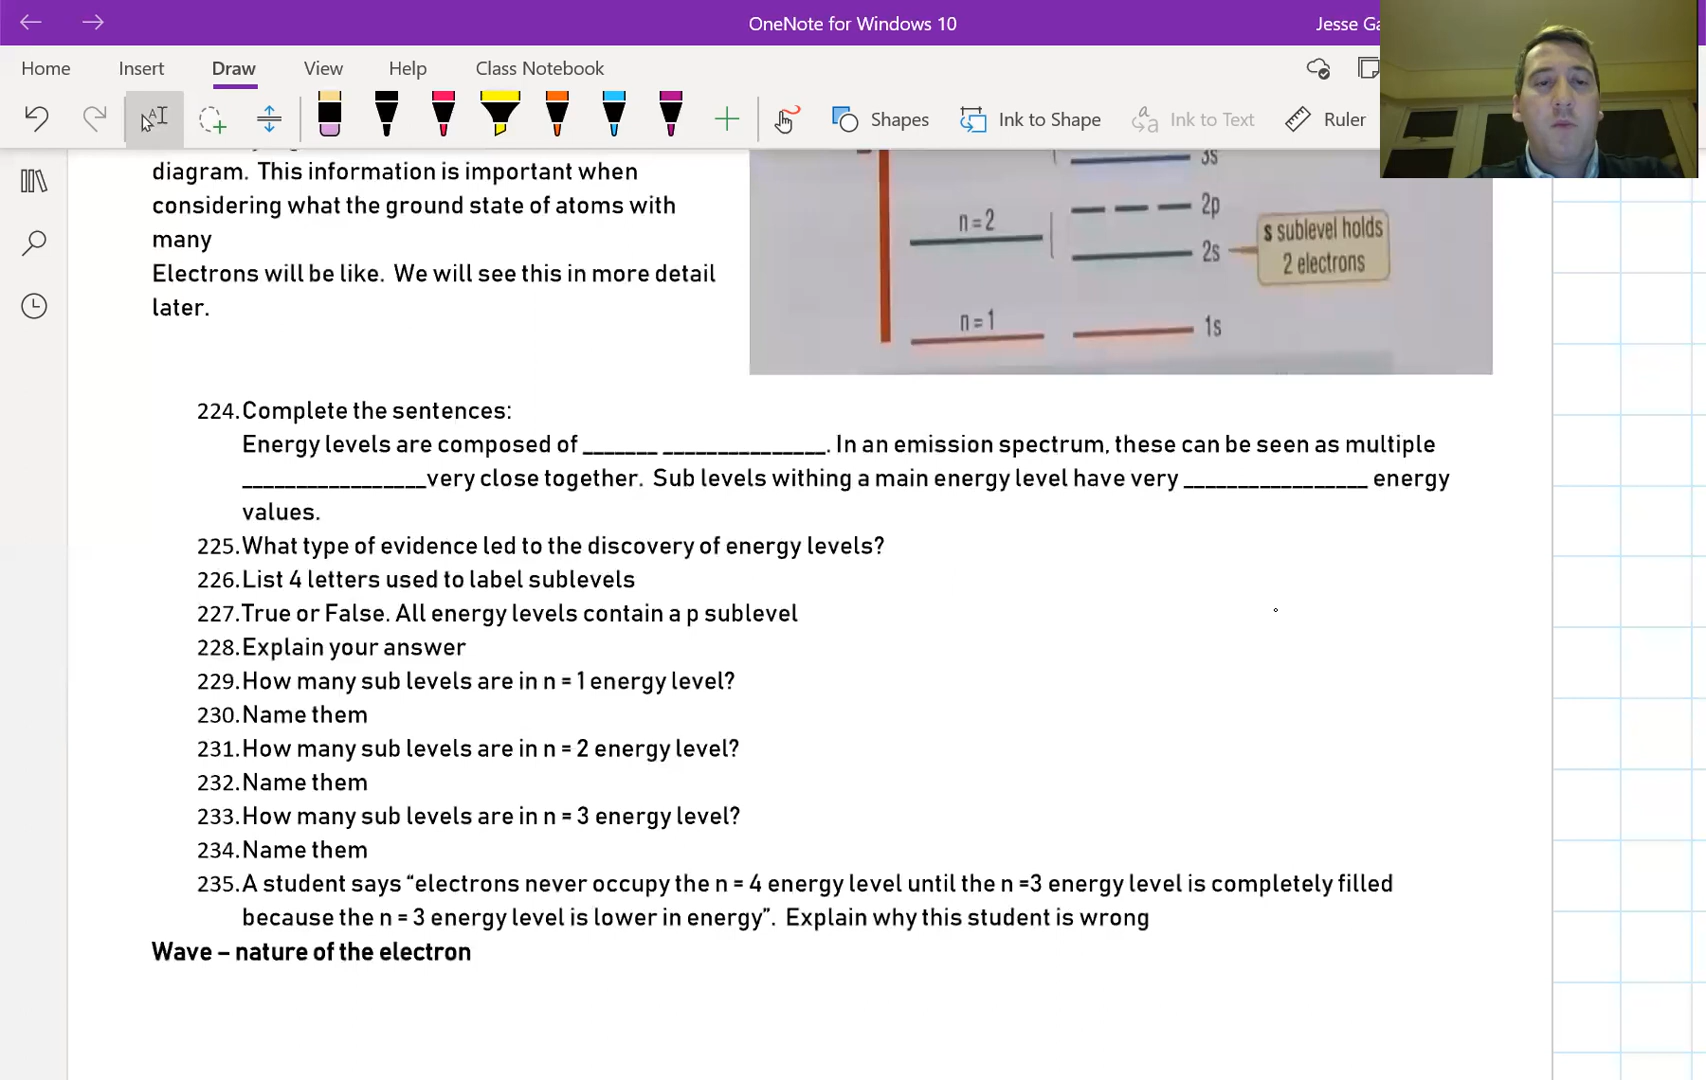 OneNote for Windows 10
Jesse
Home Insert Draw View Help Class Notebook
Shapes Ink to Shape Ink to Text Ruler
diagram. This information is important when
considering what the ground state of atoms with
many
Electrons will be like. We will see this in more detail
later.
3s
2p
n = 2
2s
s sublevel holds
2 electrons
n = 1
1s
224. Complete the sentences:
Energy levels are composed of _______ _______________. In an emission spectrum, these can be seen as multiple
_________________very close together. Sub levels withing a main energy level have very _________________ energy
values.
225. What type of evidence led to the discovery of energy levels?
226. List 4 letters used to label sublevels
227. True or False. All energy levels contain a p sublevel
228. Explain your answer
229. How many sub levels are in n = 1 energy level?
230. Name them
231. How many sub levels are in n = 2 energy level?
232. Name them
233. How many sub levels are in n = 3 energy level?
234. Name them
235. A student says “electrons never occupy the n = 4 energy level until the n =3 energy level is completely filled
because the n = 3 energy level is lower in energy”. Explain why this student is wrong
Wave – nature of the electron